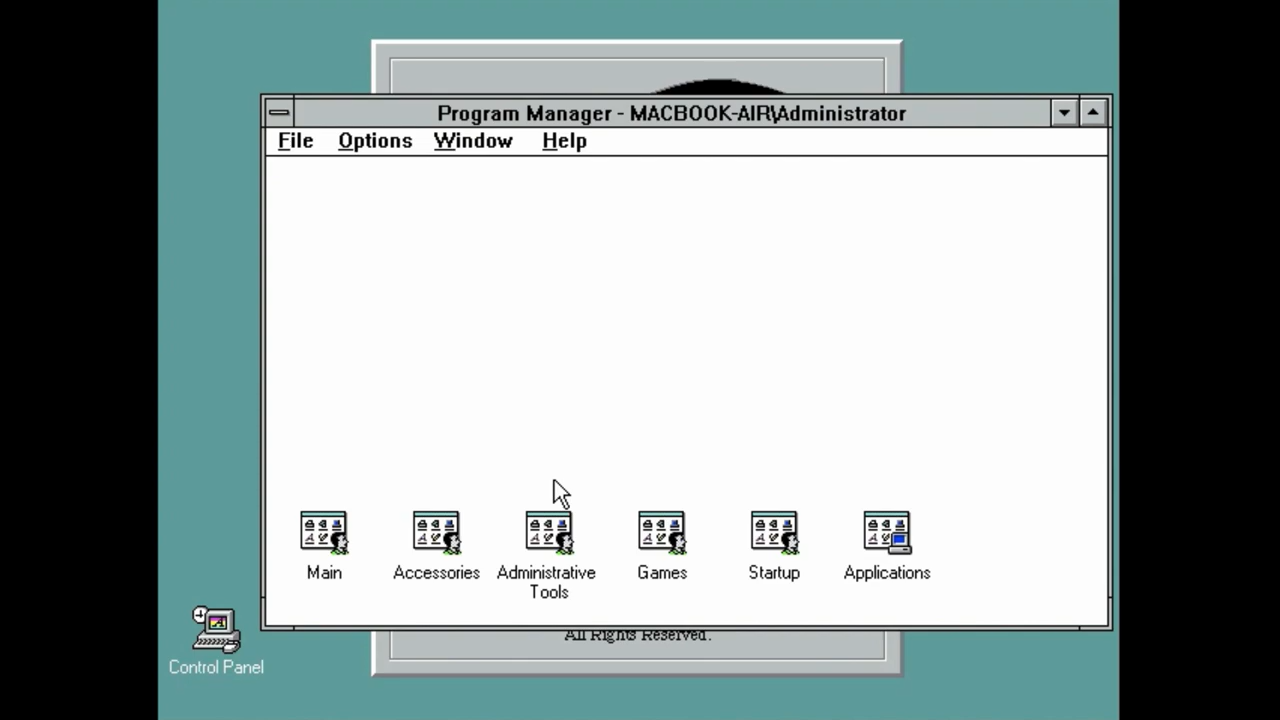 Program Manager - MACBOOK-AIR\Administrator
File Options Window Help
Main Accessories Administrative Tools Games Startup Applications
All Rights Reserved.
Control Panel